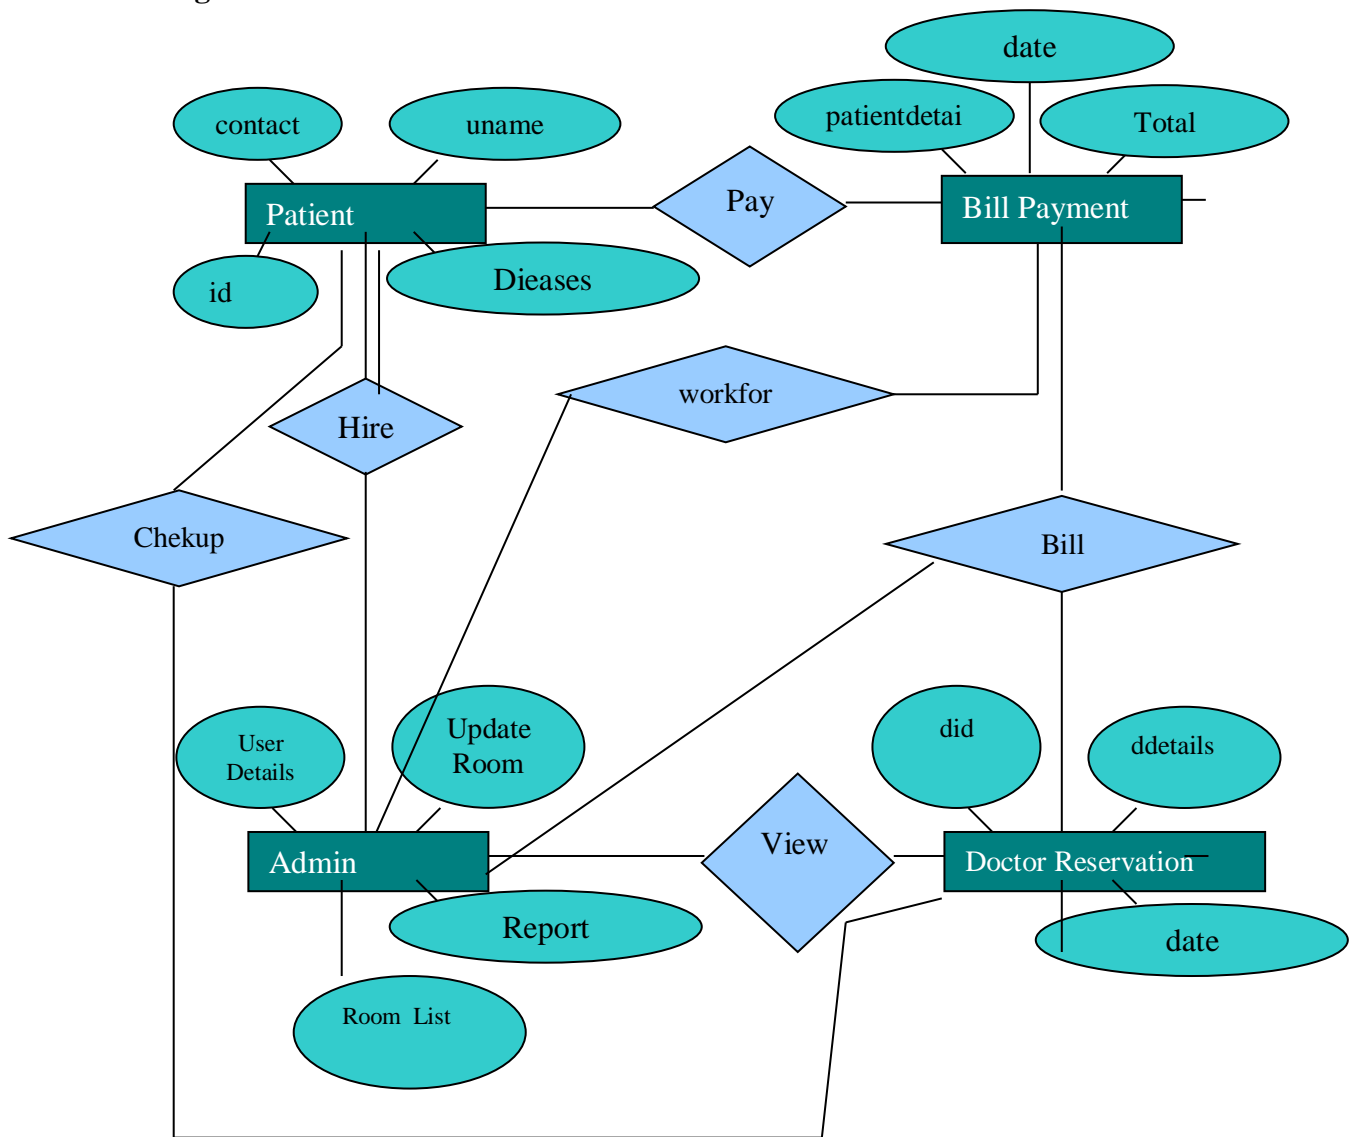 date
contact
uname
patientdetai
Total
Patient
Pay
Bill Payment
id
Dieases
workfor
Hire
Chekup
Bill
User
Details
Update
Room
did
ddetails
Admin
View
Doctor Reservation
Report
date
Room List